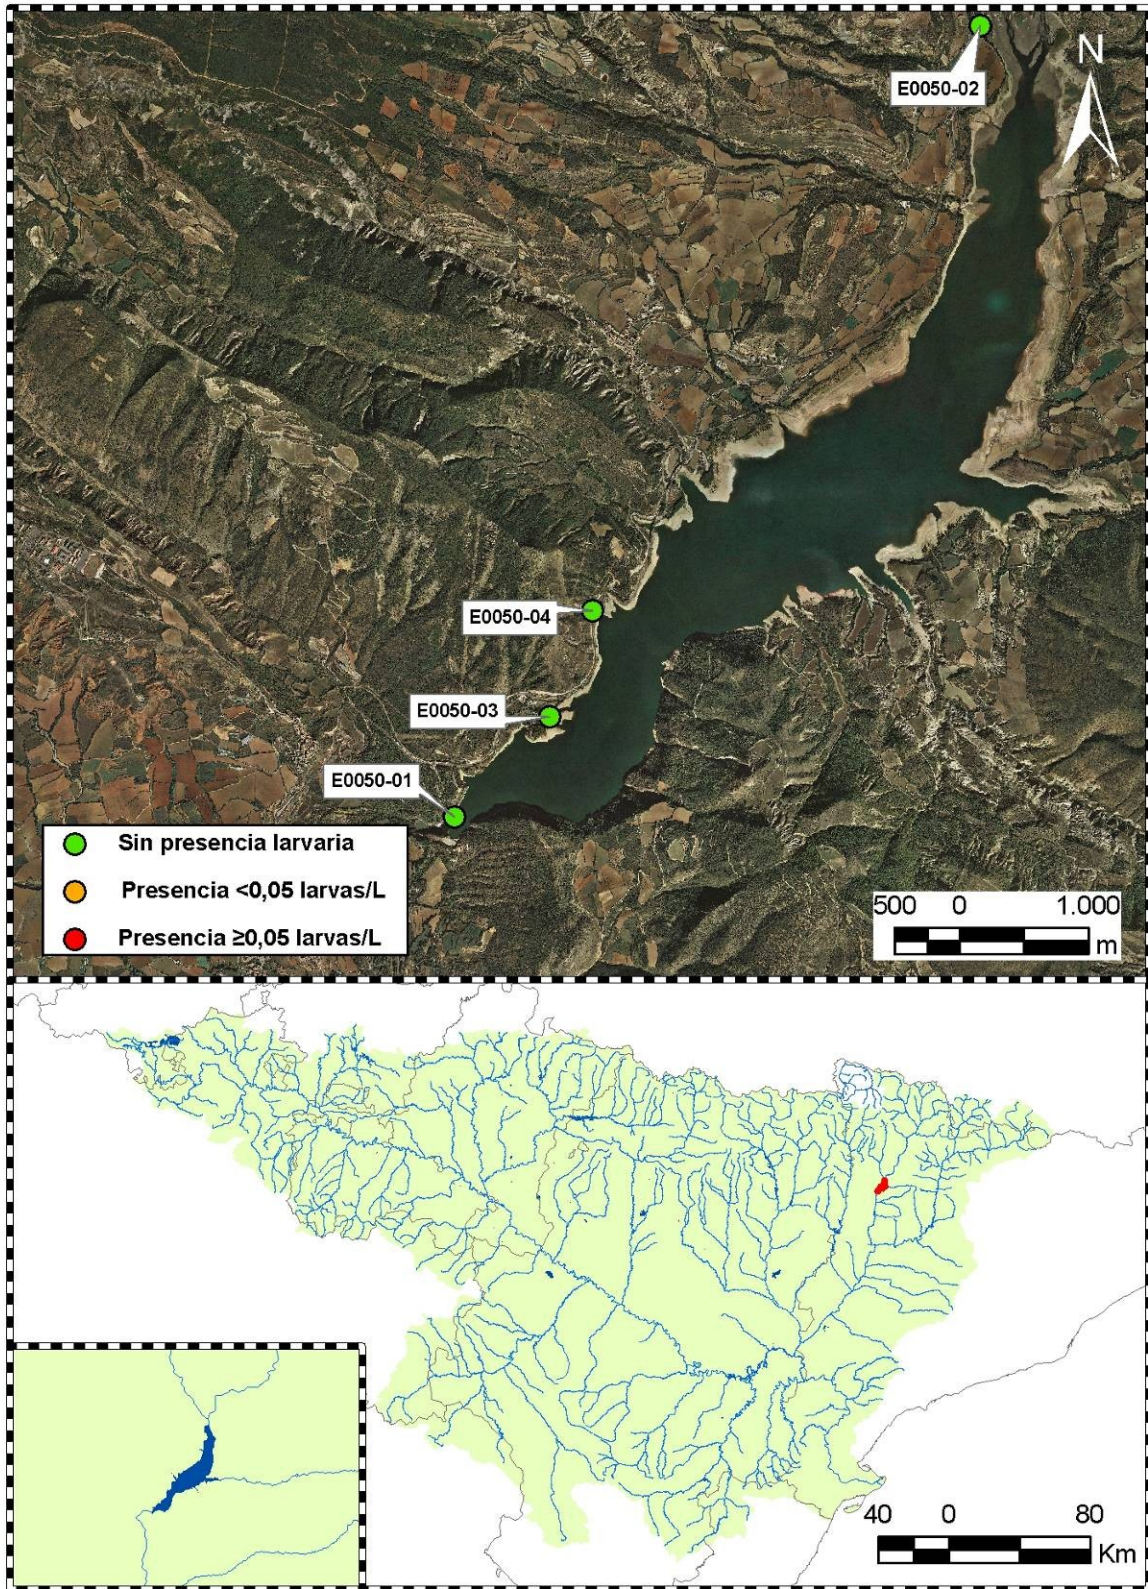 E0050-02
N
E0050-04
E0050-03
E0050-01
Sin presencia larvaria
Presencia <0,05 larvas/L
Presencia ≥0,05 larvas/L
500 0 1.000
m
40 0 80
Km